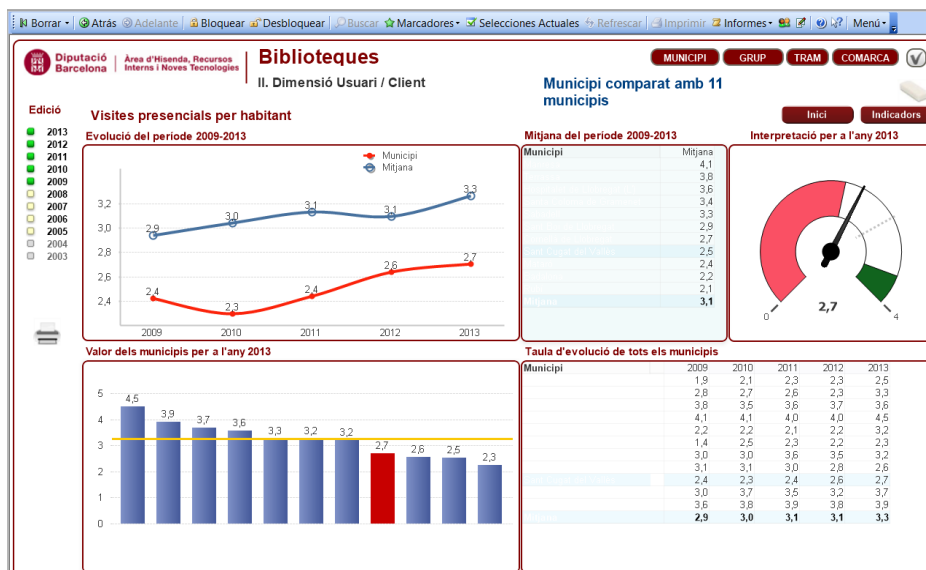 Borrar Atrás Adelante Bloquear Desbloquear Buscar Marcadores Selecciones Actuales Refrescar Imprimir Informes Menú
Diputació Barcelona
Àrea d'Hisenda, Recursos Interns i Noves Tecnologies
Biblioteques
II. Dimensió Usuari / Client
MUNICIPI GRUP TRAM COMARCA
Municipi comparat amb 11
municipis
Inici Indicadors
Edició
2013
2012
2011
2010
2009
2008
2007
2006
2005
2004
2003
Visites presencials per habitant
Evolució del període 2009-2013
Municipi
Mitjana
3,2
3,0
2,8
2,6
2,4
2,9 3,0 3,1 3,1 3,3
2,4 2,3 2,4 2,6 2,7
2009 2010 2011 2012 2013
Mitjana del període 2009-2013
Municipi Mitjana
4,1
3,8
3,6
3,4
3,3
2,9
2,7
2,5
2,4
2,2
2,1
Mitjana 3,1
Interpretació per a l'any 2013
0 2,7 4
Valor dels municipis per a l'any 2013
5
4
3
2
1
0
4,5 3,9 3,7 3,6 3,3 3,2 3,2 2,7 2,6 2,5 2,3
Taula d'evolució de tots els municipis
Municipi 2009 2010 2011 2012 2013
1,9 2,1 2,3 2,3 2,5
2,8 2,7 2,6 2,3 3,3
3,8 3,5 3,6 3,7 3,6
4,1 4,1 4,0 4,0 4,5
2,2 2,2 2,1 2,2 3,2
1,4 2,5 2,3 2,2 2,3
3,0 3,0 3,6 3,5 3,2
3,1 3,1 3,0 2,8 2,6
2,4 2,3 2,4 2,6 2,7
3,0 3,7 3,5 3,2 3,7
3,6 3,8 3,9 3,8 3,9
Mitjana 2,9 3,0 3,1 3,1 3,3